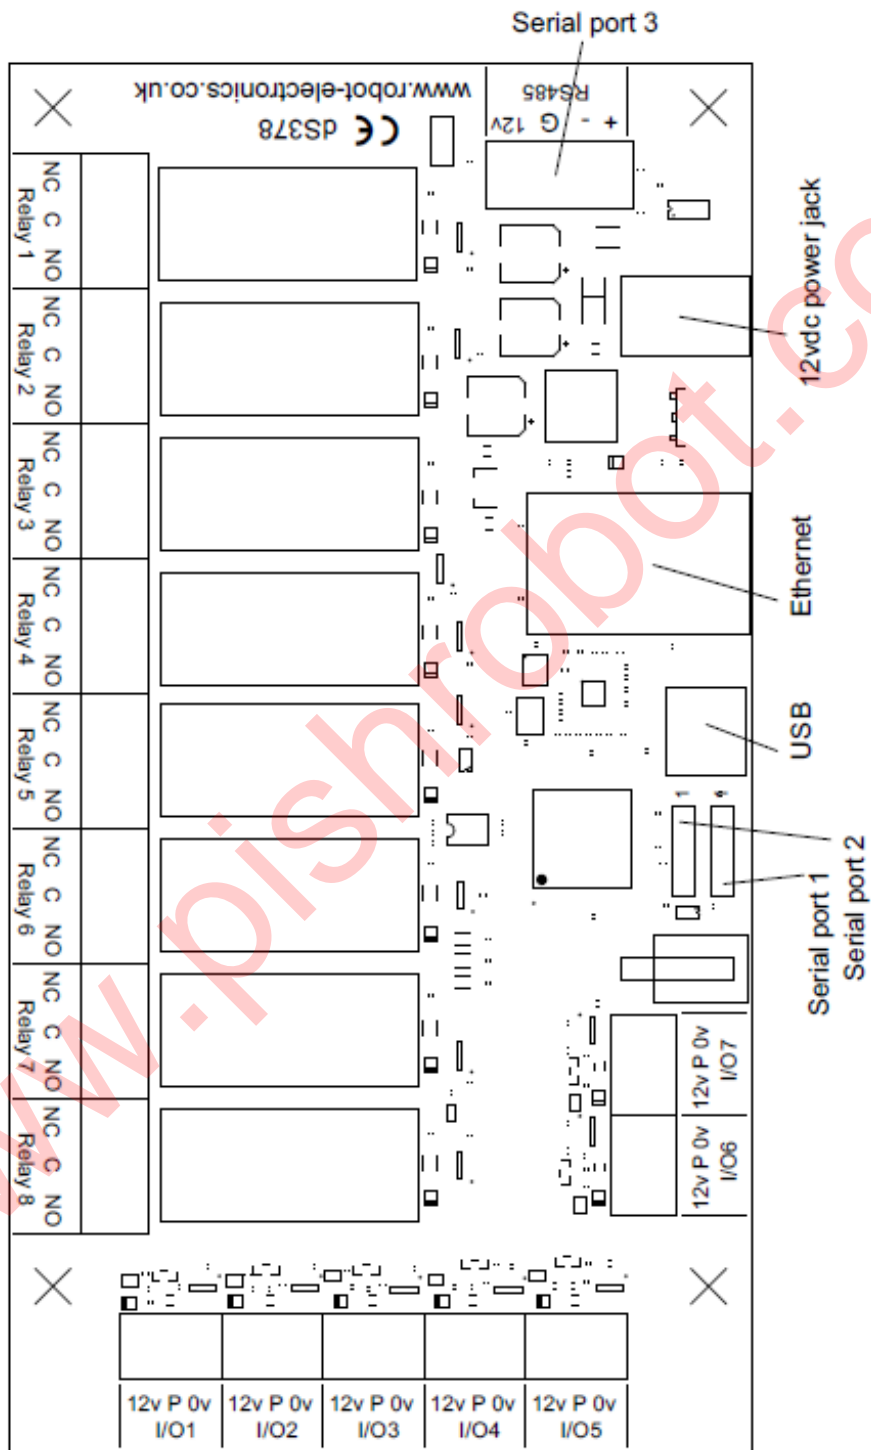 Serial port 3
www.robot-electronics.co.uk
RS485
+ - G 12v
CE dS378
NC C NO
Relay 1
NC C NO
Relay 2
NC C NO
Relay 3
NC C NO
Relay 4
NC C NO
Relay 5
NC C NO
Relay 6
NC C NO
Relay 7
NC C NO
Relay 8
12vdc power jack
Ethernet
USB
1
Serial port 1
Serial port 2
12v P 0v
I/O7
12v P 0v
I/O6
12v P 0v
I/O1
12v P 0v
I/O2
12v P 0v
I/O3
12v P 0v
I/O4
12v P 0v
I/O5
www.pishrobot.co